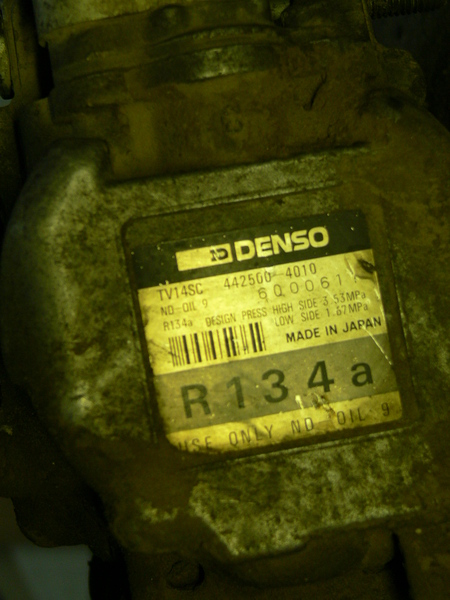 DENSO
TV14SC 442500-4010
ND-OIL 9
R134a DESIGN PRESS HIGH SIDE 3.53MPa
LOW SIDE 1.67MPa
MADE IN JAPAN
R134a
USE ONLY ND OIL 9